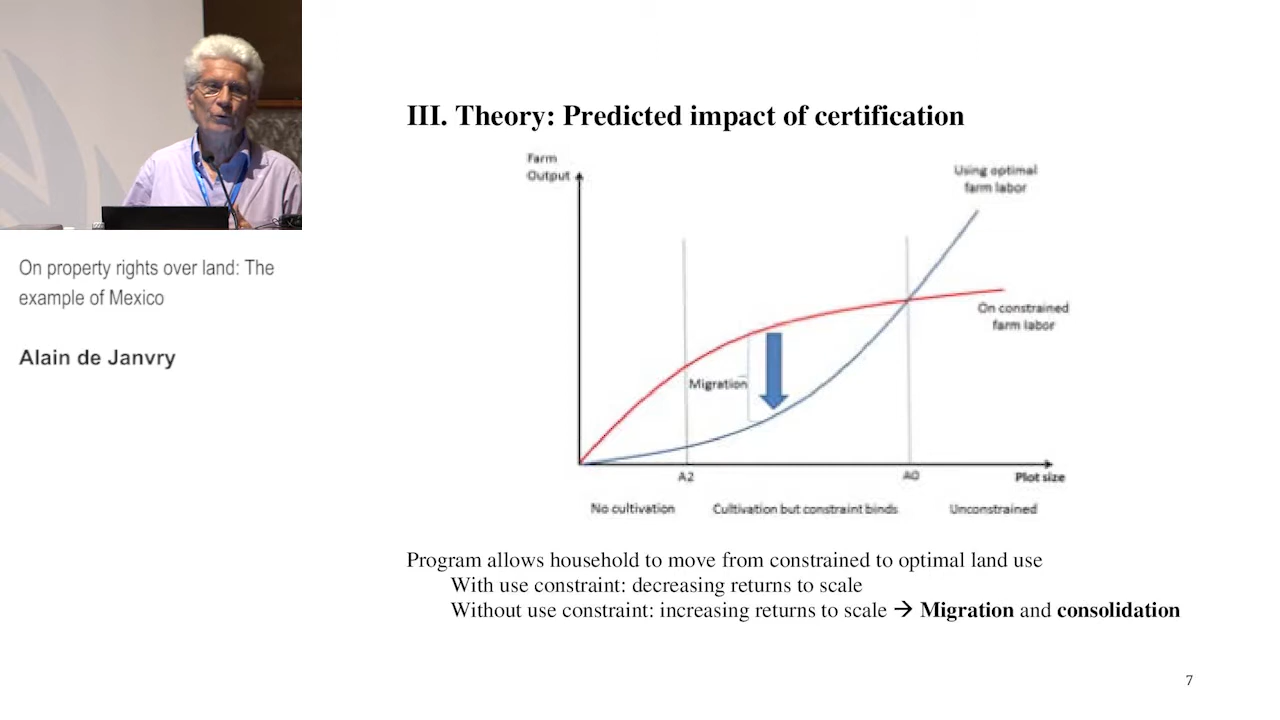 On property rights over land: The
example of Mexico
Alain de Janvry
III. Theory: Predicted impact of certification
Farm
Output
Using optimal
farm labor
On constrained
farm labor
Migration
A2
A0
Plot size
No cultivation
Cultivation but constraint binds
Unconstrained
Program allows household to move from constrained to optimal land use
With use constraint: decreasing returns to scale
Without use constraint: increasing returns to scale → Migration and consolidation
7